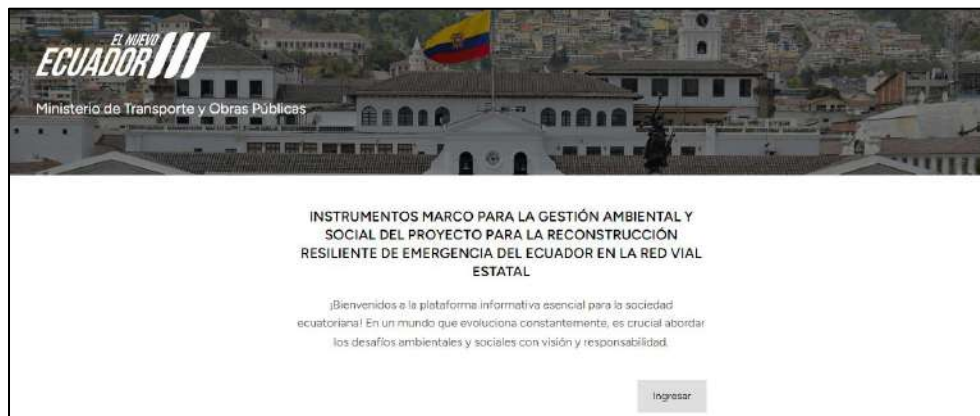 EL NUEVO
ECUADOR
Ministerio de Transporte y Obras Públicas
INSTRUMENTOS MARCO PARA LA GESTIÓN AMBIENTAL Y
SOCIAL DEL PROYECTO PARA LA RECONSTRUCCIÓN
RESILIENTE DE EMERGENCIA DEL ECUADOR EN LA RED VIAL
ESTATAL
¡Bienvenidos a la plataforma informativa esencial para la sociedad
ecuatoriana! En un mundo que evoluciona constantemente, es crucial abordar
los desafíos ambientales y sociales con visión y responsabilidad.
Ingresar